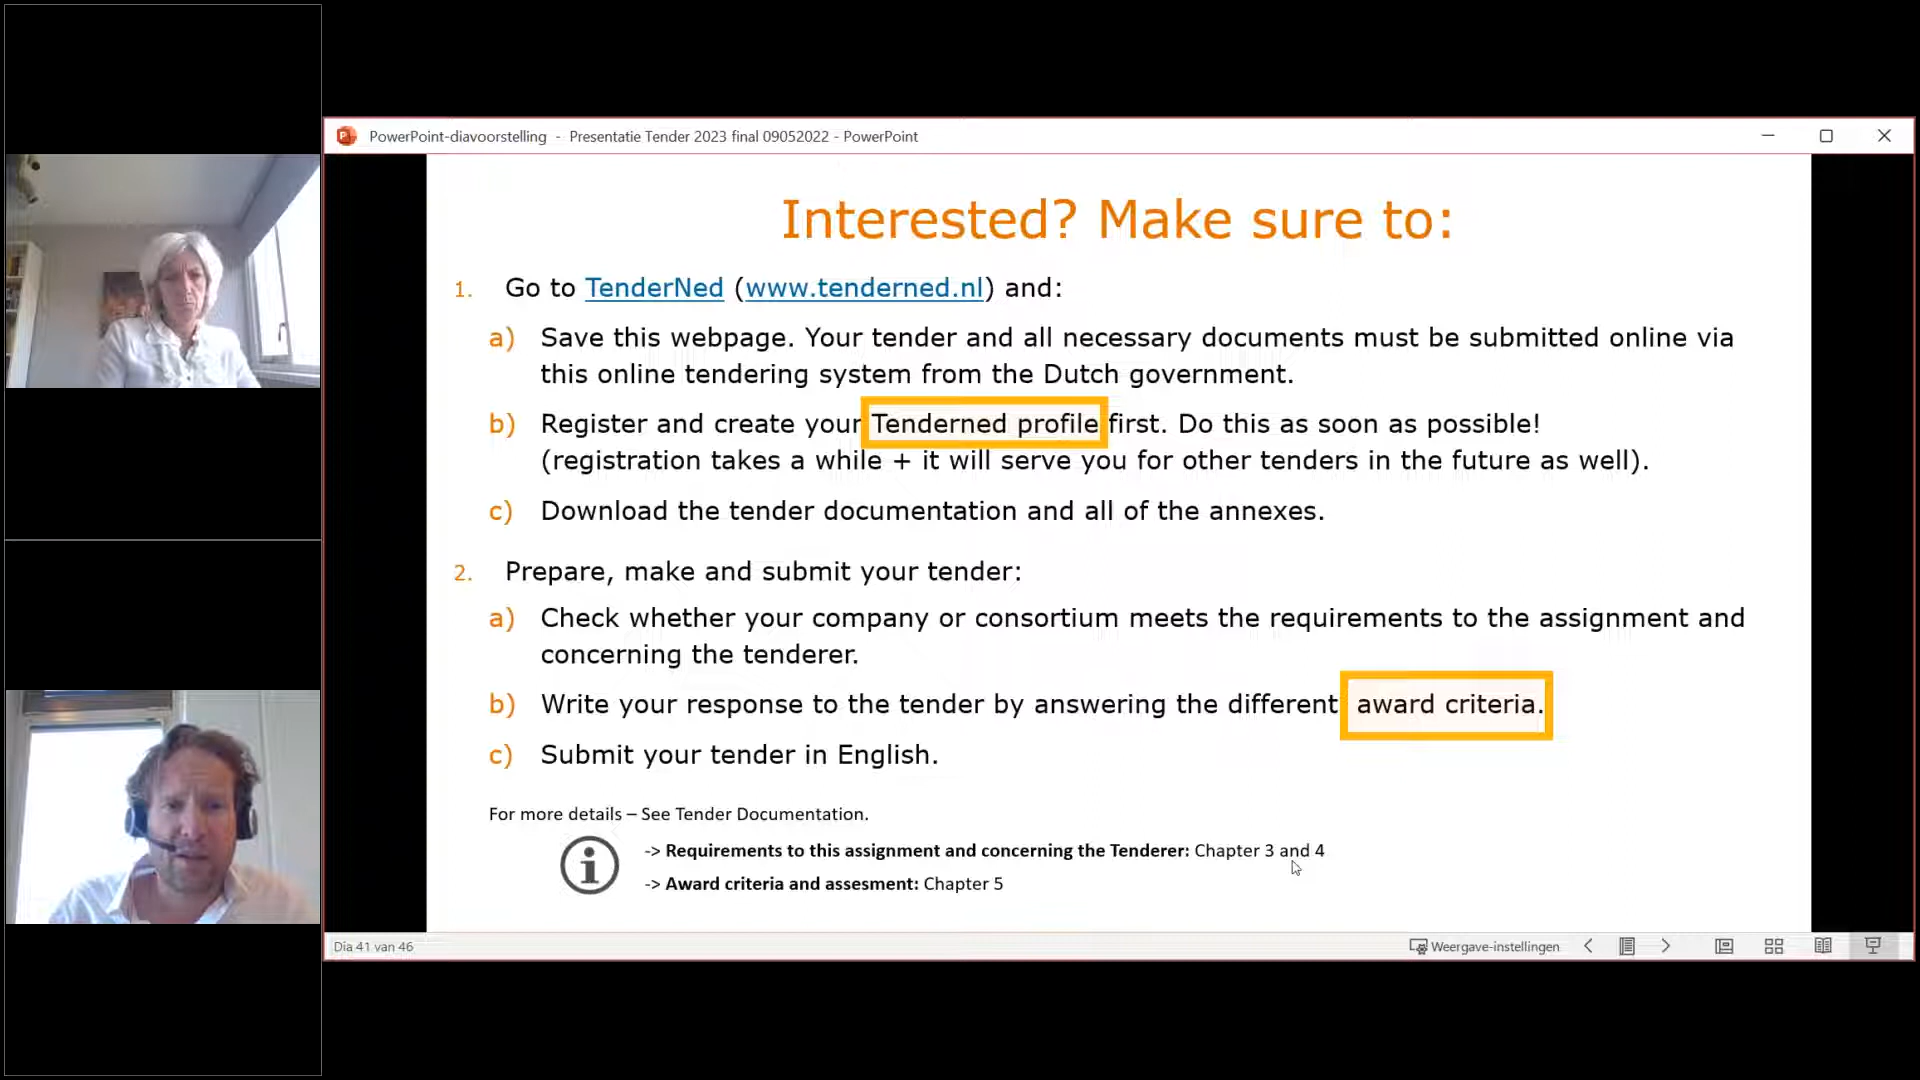 PowerPoint-diavoorstelling - Presentatie Tender 2023 final 09052022 - PowerPoint
Interested? Make sure to:
1. Go to TenderNed (www.tenderned.nl) and:
a) Save this webpage. Your tender and all necessary documents must be submitted online via
this online tendering system from the Dutch government.
b) Register and create your Tenderned profile first. Do this as soon as possible!
(registration takes a while + it will serve you for other tenders in the future as well).
c) Download the tender documentation and all of the annexes.
2. Prepare, make and submit your tender:
a) Check whether your company or consortium meets the requirements to the assignment and
concerning the tenderer.
b) Write your response to the tender by answering the different award criteria.
c) Submit your tender in English.
For more details – See Tender Documentation.
-> Requirements to this assignment and concerning the Tenderer: Chapter 3 and 4
-> Award criteria and assesment: Chapter 5
Dia 41 van 46
Weergave-instellingen